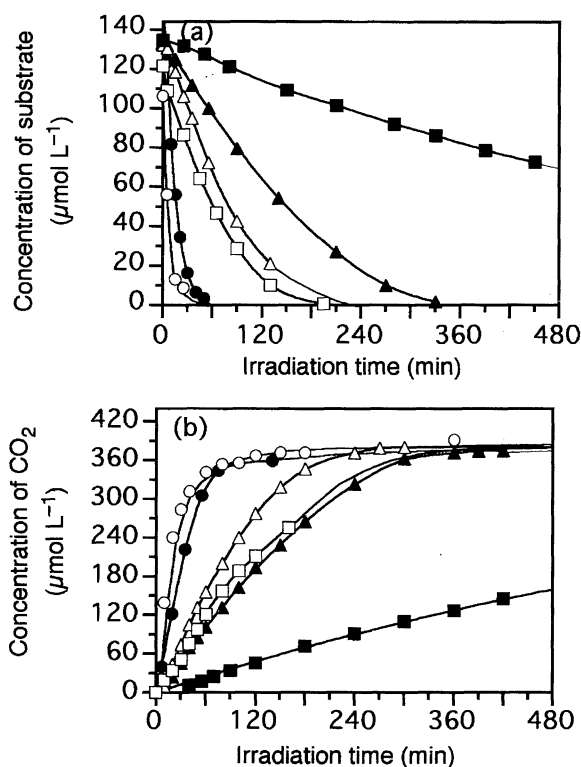 (a)
Concentration of substrate
(µmol L⁻¹)
140
120
100
80
60
40
20
0
0 120 240 360 480
Irradiation time (min)
(b)
Concentration of CO₂
(µmol L⁻¹)
420
360
300
240
180
120
60
0
0 120 240 360 480
Irradiation time (min)